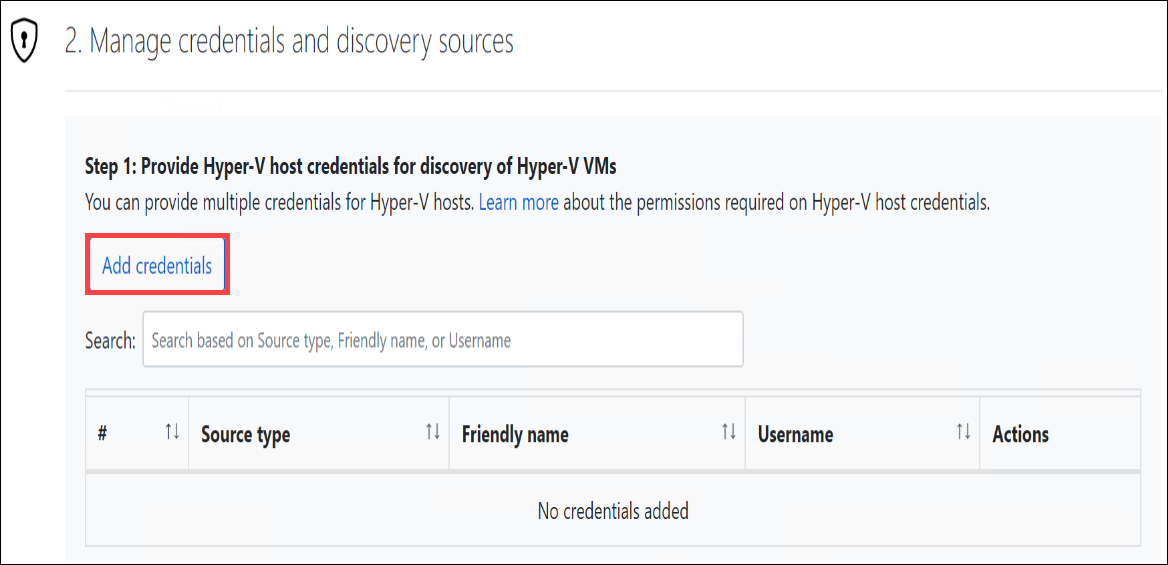 2. Manage credentials and discovery sources
Step 1: Provide Hyper-V host credentials for discovery of Hyper-V VMs
You can provide multiple credentials for Hyper-V hosts. Learn more about the permissions required on Hyper-V host credentials.
Add credentials
Search: Search based on Source type, Friendly name, or Username
# Source type Friendly name Username Actions
No credentials added